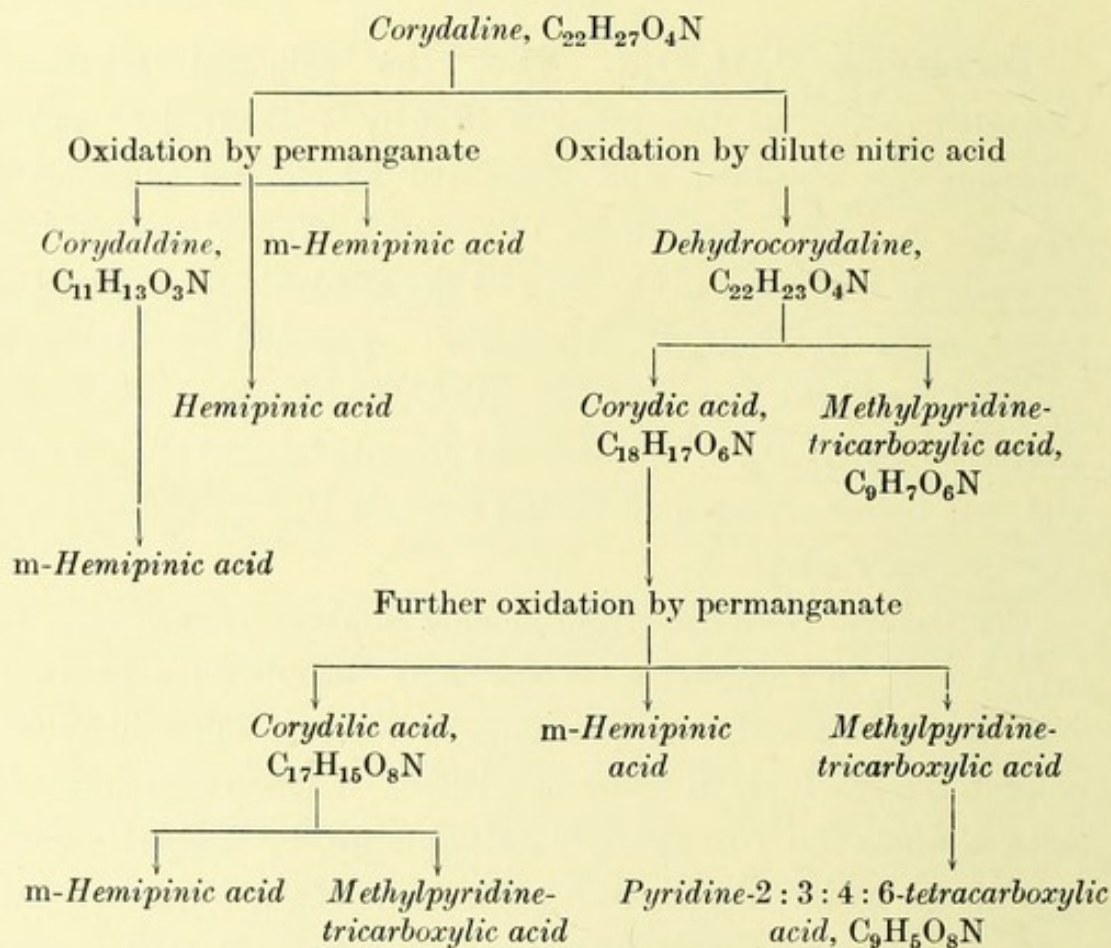 Corydaline, C₂₂H₂₇O₄N
Oxidation by permanganate
Oxidation by dilute nitric acid
Corydaldine,
C₁₁H₁₃O₃N
m-Hemipinic acid
Dehydrocorydaline,
C₂₂H₂₃O₄N
Hemipinic acid
Corydic acid,
C₁₈H₁₇O₆N
Methylpyridine-
tricarboxylic acid,
C₉H₇O₆N
m-Hemipinic acid
Further oxidation by permanganate
Corydilic acid,
C₁₇H₁₅O₈N
m-Hemipinic
acid
Methylpyridine-
tricarboxylic acid
m-Hemipinic acid
Methylpyridine-
tricarboxylic acid
Pyridine-2 : 3 : 4 : 6-tetracarboxylic
acid, C₉H₅O₈N